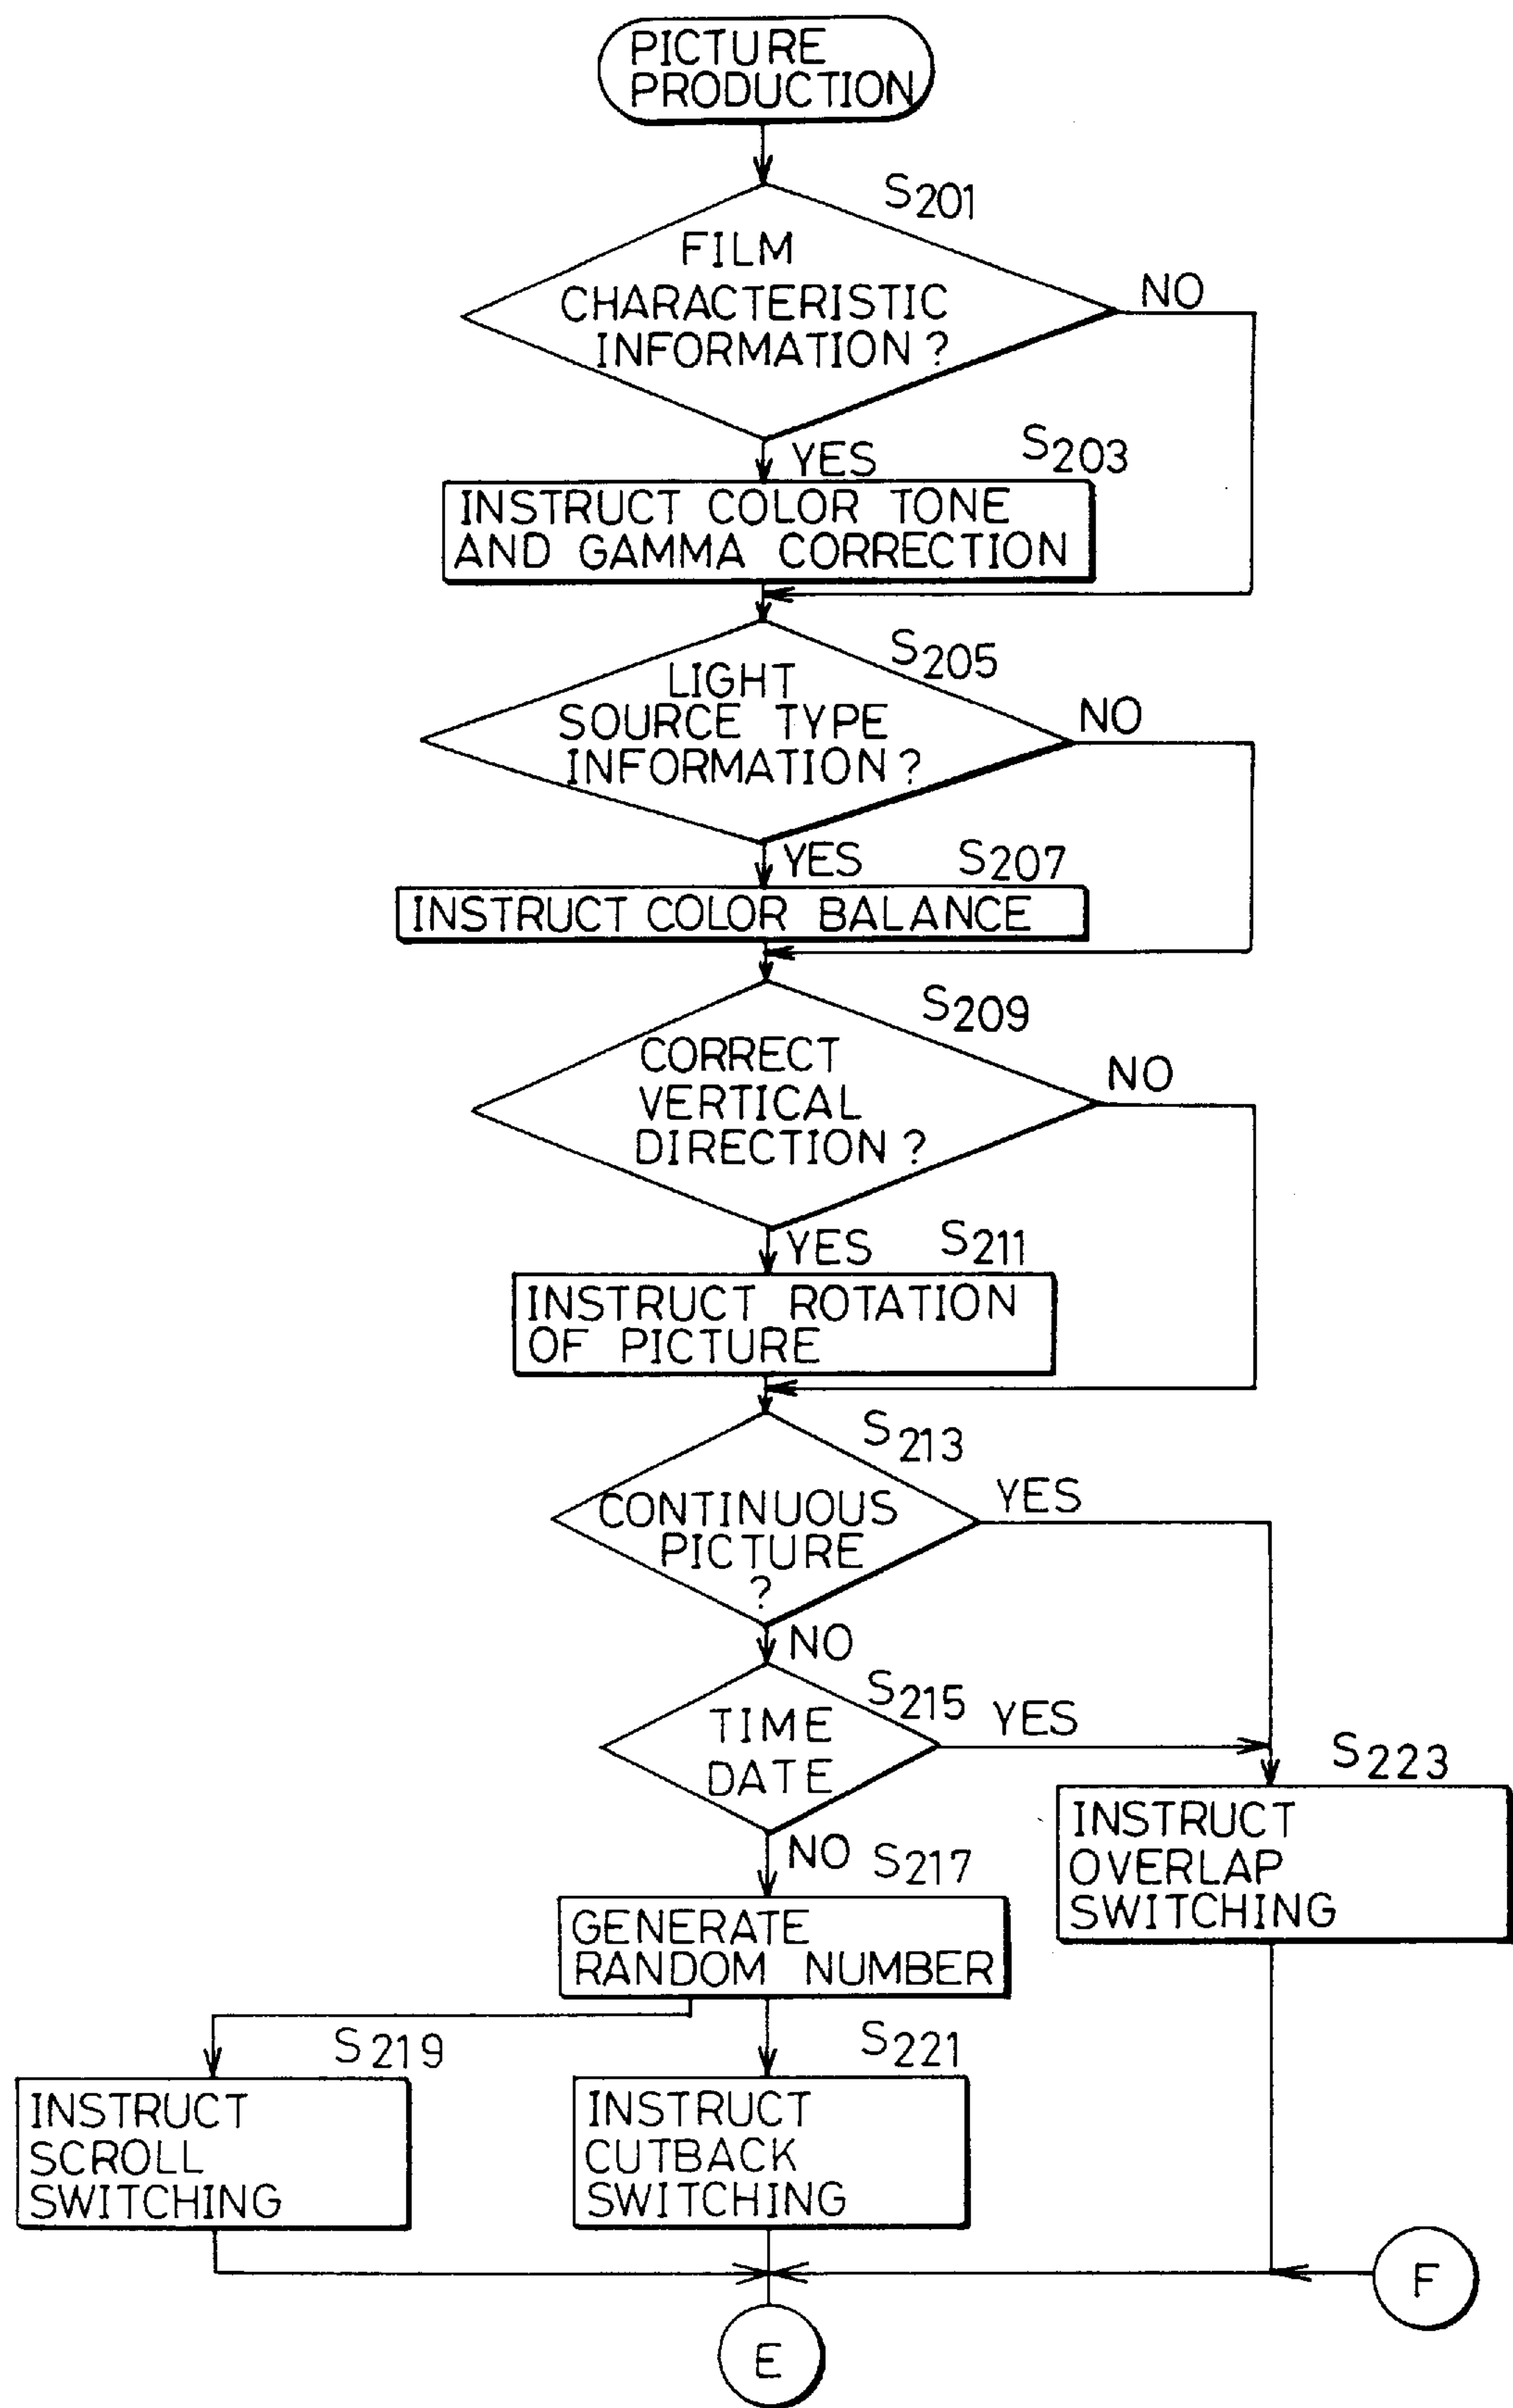 PICTURE
PRODUCTION
S201
FILM
CHARACTERISTIC
INFORMATION?
NO
YES
S203
INSTRUCT COLOR TONE
AND GAMMA CORRECTION
S205
LIGHT
SOURCE TYPE
INFORMATION?
NO
YES
S207
INSTRUCT COLOR BALANCE
S209
CORRECT
VERTICAL
DIRECTION?
NO
YES
S211
INSTRUCT ROTATION
OF PICTURE
S213
CONTINUOUS
PICTURE
?
YES
NO
S215
TIME
DATE
YES
S223
INSTRUCT
OVERLAP
SWITCHING
NO
S217
GENERATE
RANDOM NUMBER
S219
INSTRUCT
SCROLL
SWITCHING
S221
INSTRUCT
CUTBACK
SWITCHING
F
E